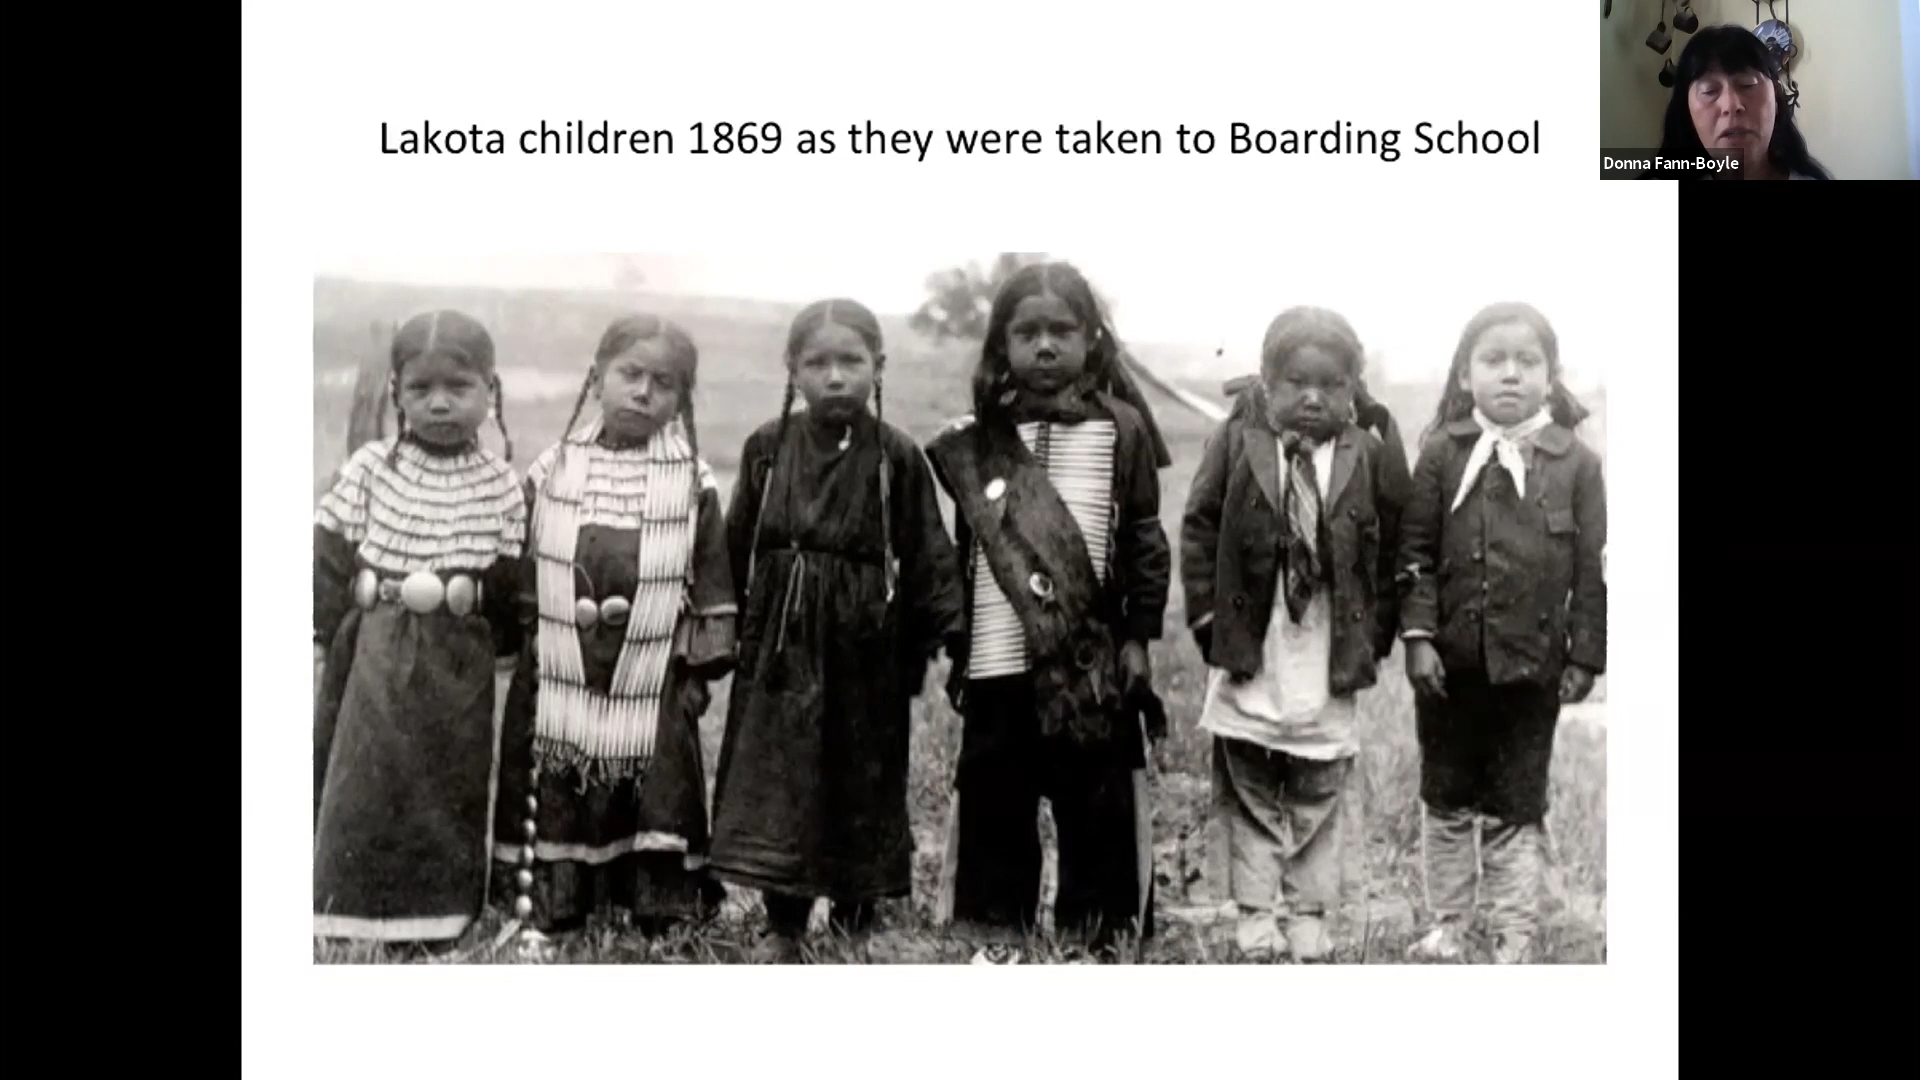 Lakota children 1869 as they were taken to Boarding School
Donna Fann-Boyle